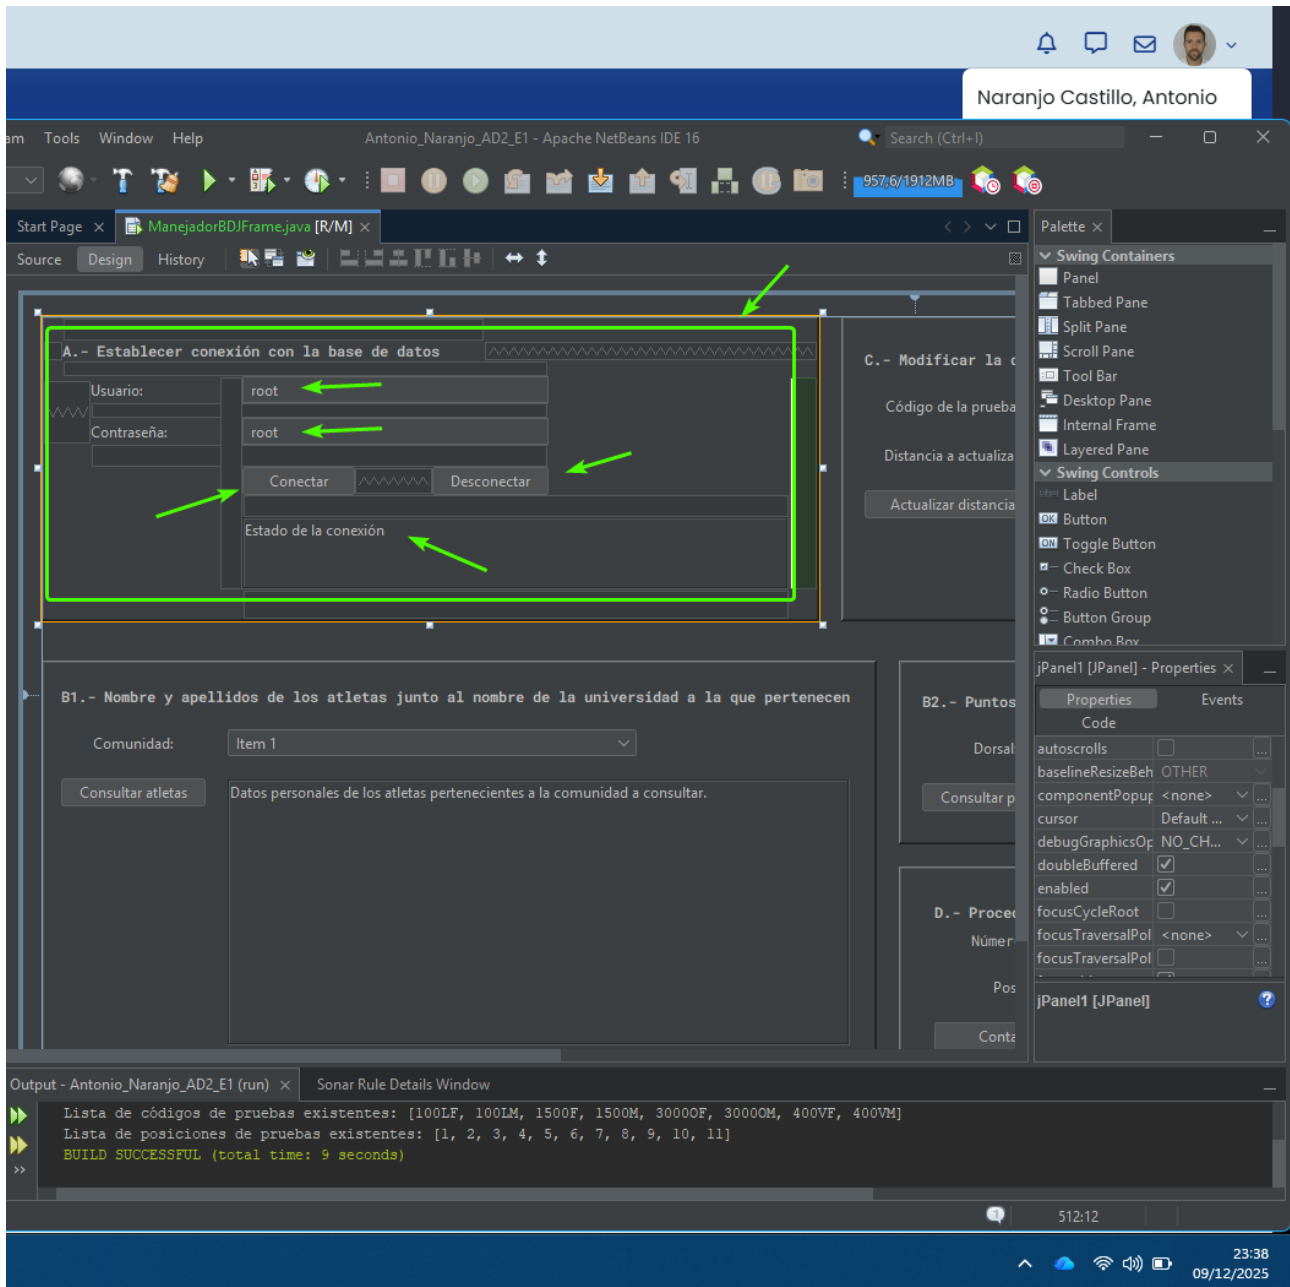 Naranjo Castillo, Antonio
am Tools Window Help Antonio_Naranjo_AD2_E1 - Apache NetBeans IDE 16 Search (Ctrl+I)
957,6/1912MB
Start Page ManejadorBDJFrame.java [R/M]
Source Design History
A.- Establecer conexión con la base de datos
Usuario: root
Contraseña: root
Conectar Desconectar
Estado de la conexión
C.- Modificar la
Código de la prueba
Distancia a actualiza
Actualizar distancia
B1.- Nombre y apellidos de los atletas junto al nombre de la universidad a la que pertenecen
Comunidad: Item 1
Consultar atletas Datos personales de los atletas pertenecientes a la comunidad a consultar.
B2.- Puntos
Dorsal
Consultar p
D.- Proce
Númer
Pos
Conta
Palette
Swing Containers
Panel
Tabbed Pane
Split Pane
Scroll Pane
Tool Bar
Desktop Pane
Internal Frame
Layered Pane
Swing Controls
label Label
OK Button
ON Toggle Button
Check Box
Radio Button
Button Group
Combo Box
jPanel1 [JPanel] - Properties
Properties Events
Code
autoscrolls ...
baselineResizeBeh OTHER
componentPopup <none> ...
cursor Default ... ...
debugGraphicsOp NO_CH... ...
doubleBuffered ...
enabled ...
focusCycleRoot ...
focusTraversalPol <none> ...
focusTraversalPol ...
jPanel1 [JPanel]
Output - Antonio_Naranjo_AD2_E1 (run) Sonar Rule Details Window
Lista de códigos de pruebas existentes: [100LF, 100LM, 1500F, 1500M, 3000OF, 3000OM, 400VF, 400VM]
Lista de posiciones de pruebas existentes: [1, 2, 3, 4, 5, 6, 7, 8, 9, 10, 11]
BUILD SUCCESSFUL (total time: 9 seconds)
1 512:12
23:38
09/12/2025